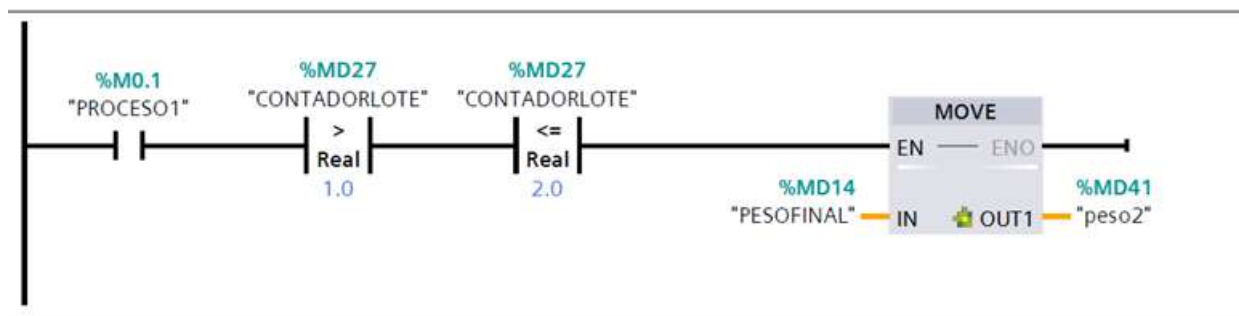 %M0.1
"PROCESO1"
%MD27
"CONTADORLOTE"
>
Real
1.0
%MD27
"CONTADORLOTE"
<=
Real
2.0
MOVE
EN
ENO
%MD14
"PESOFINAL"
IN
OUT1
%MD41
"peso2"